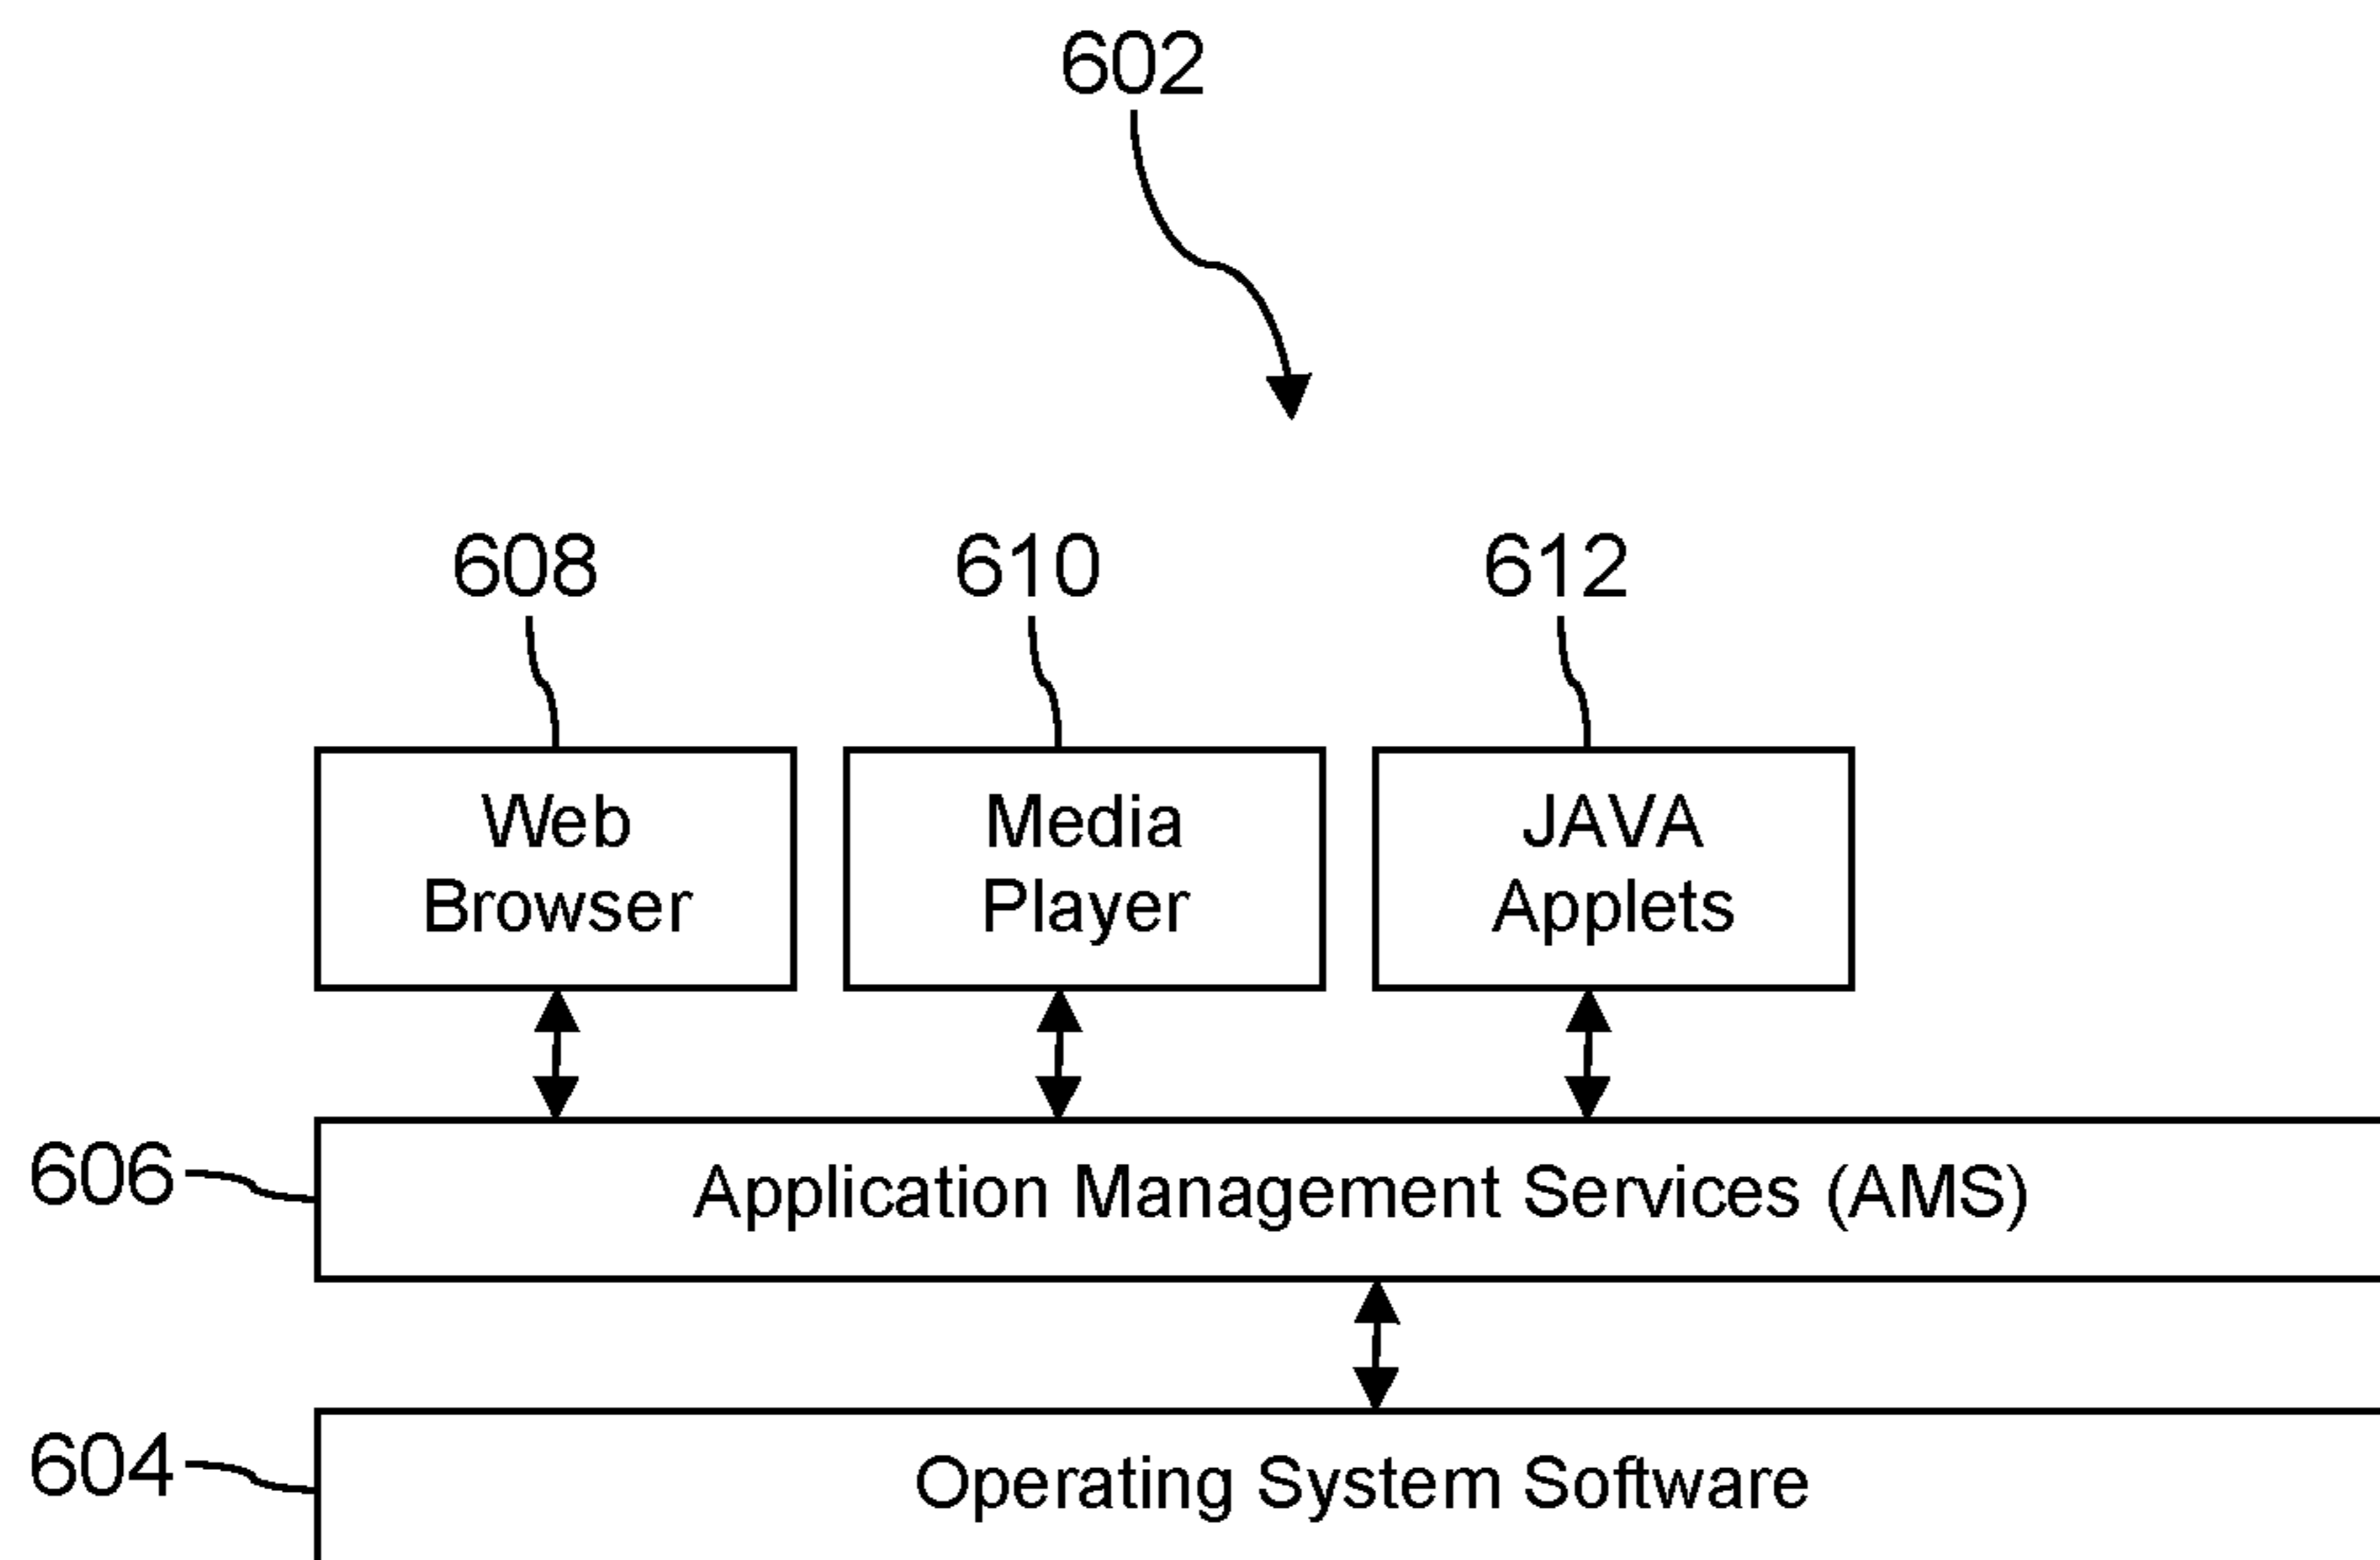 602
608
610
612
Web
Browser
Media
Player
JAVA
Applets
606
Application Management Services (AMS)
604
Operating System Software